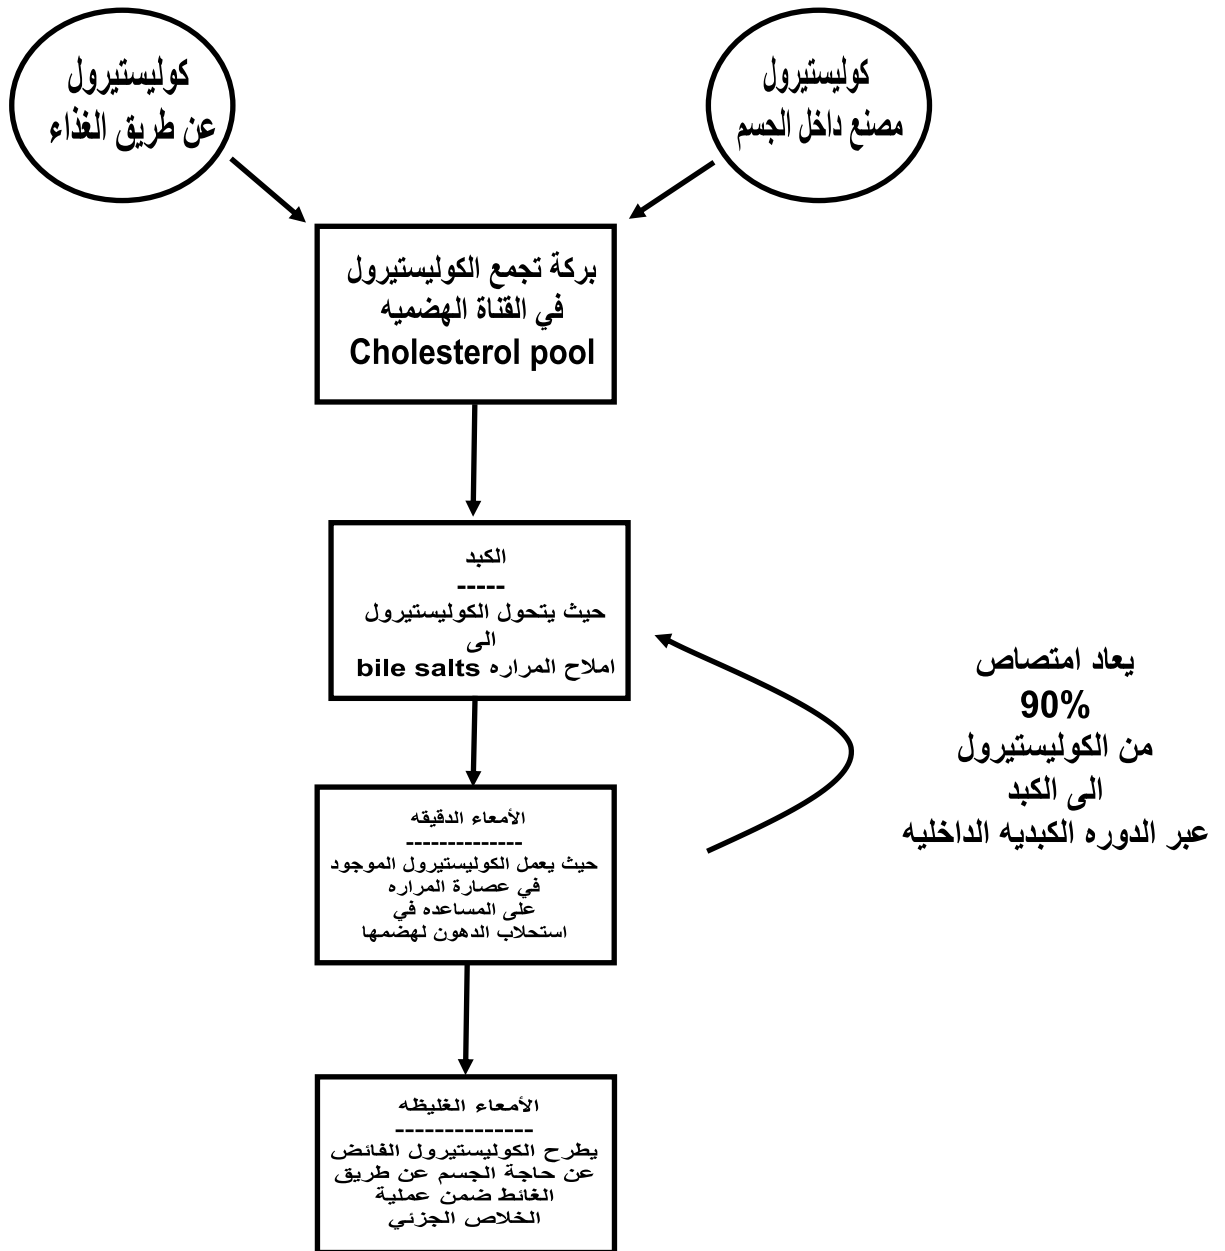 كوليستيرول
مصنع داخل الجسم
كوليستيرول
عن طريق الغذاء
بركة تجمع الكوليستيرول
في القناة الهضميه
Cholesterol pool
الكبد
-----
حيث يتحول الكوليستيرول
الى
املاح المراره bile salts
يعاد امتصاص
90%
من الكوليستيرول
الى الكبد
عبر الدوره الكبديه الداخليه
الأمعاء الدقيقه
--------------
حيث يعمل الكوليستيرول الموجود
في عصارة المراره
على المساعده في
استحلاب الدهون لهضمها
الأمعاء الغليظه
--------------
يطرح الكوليستيرول الفائض
عن حاجة الجسم عن طريق
الغائط ضمن عملية
الخلاص الجزئي